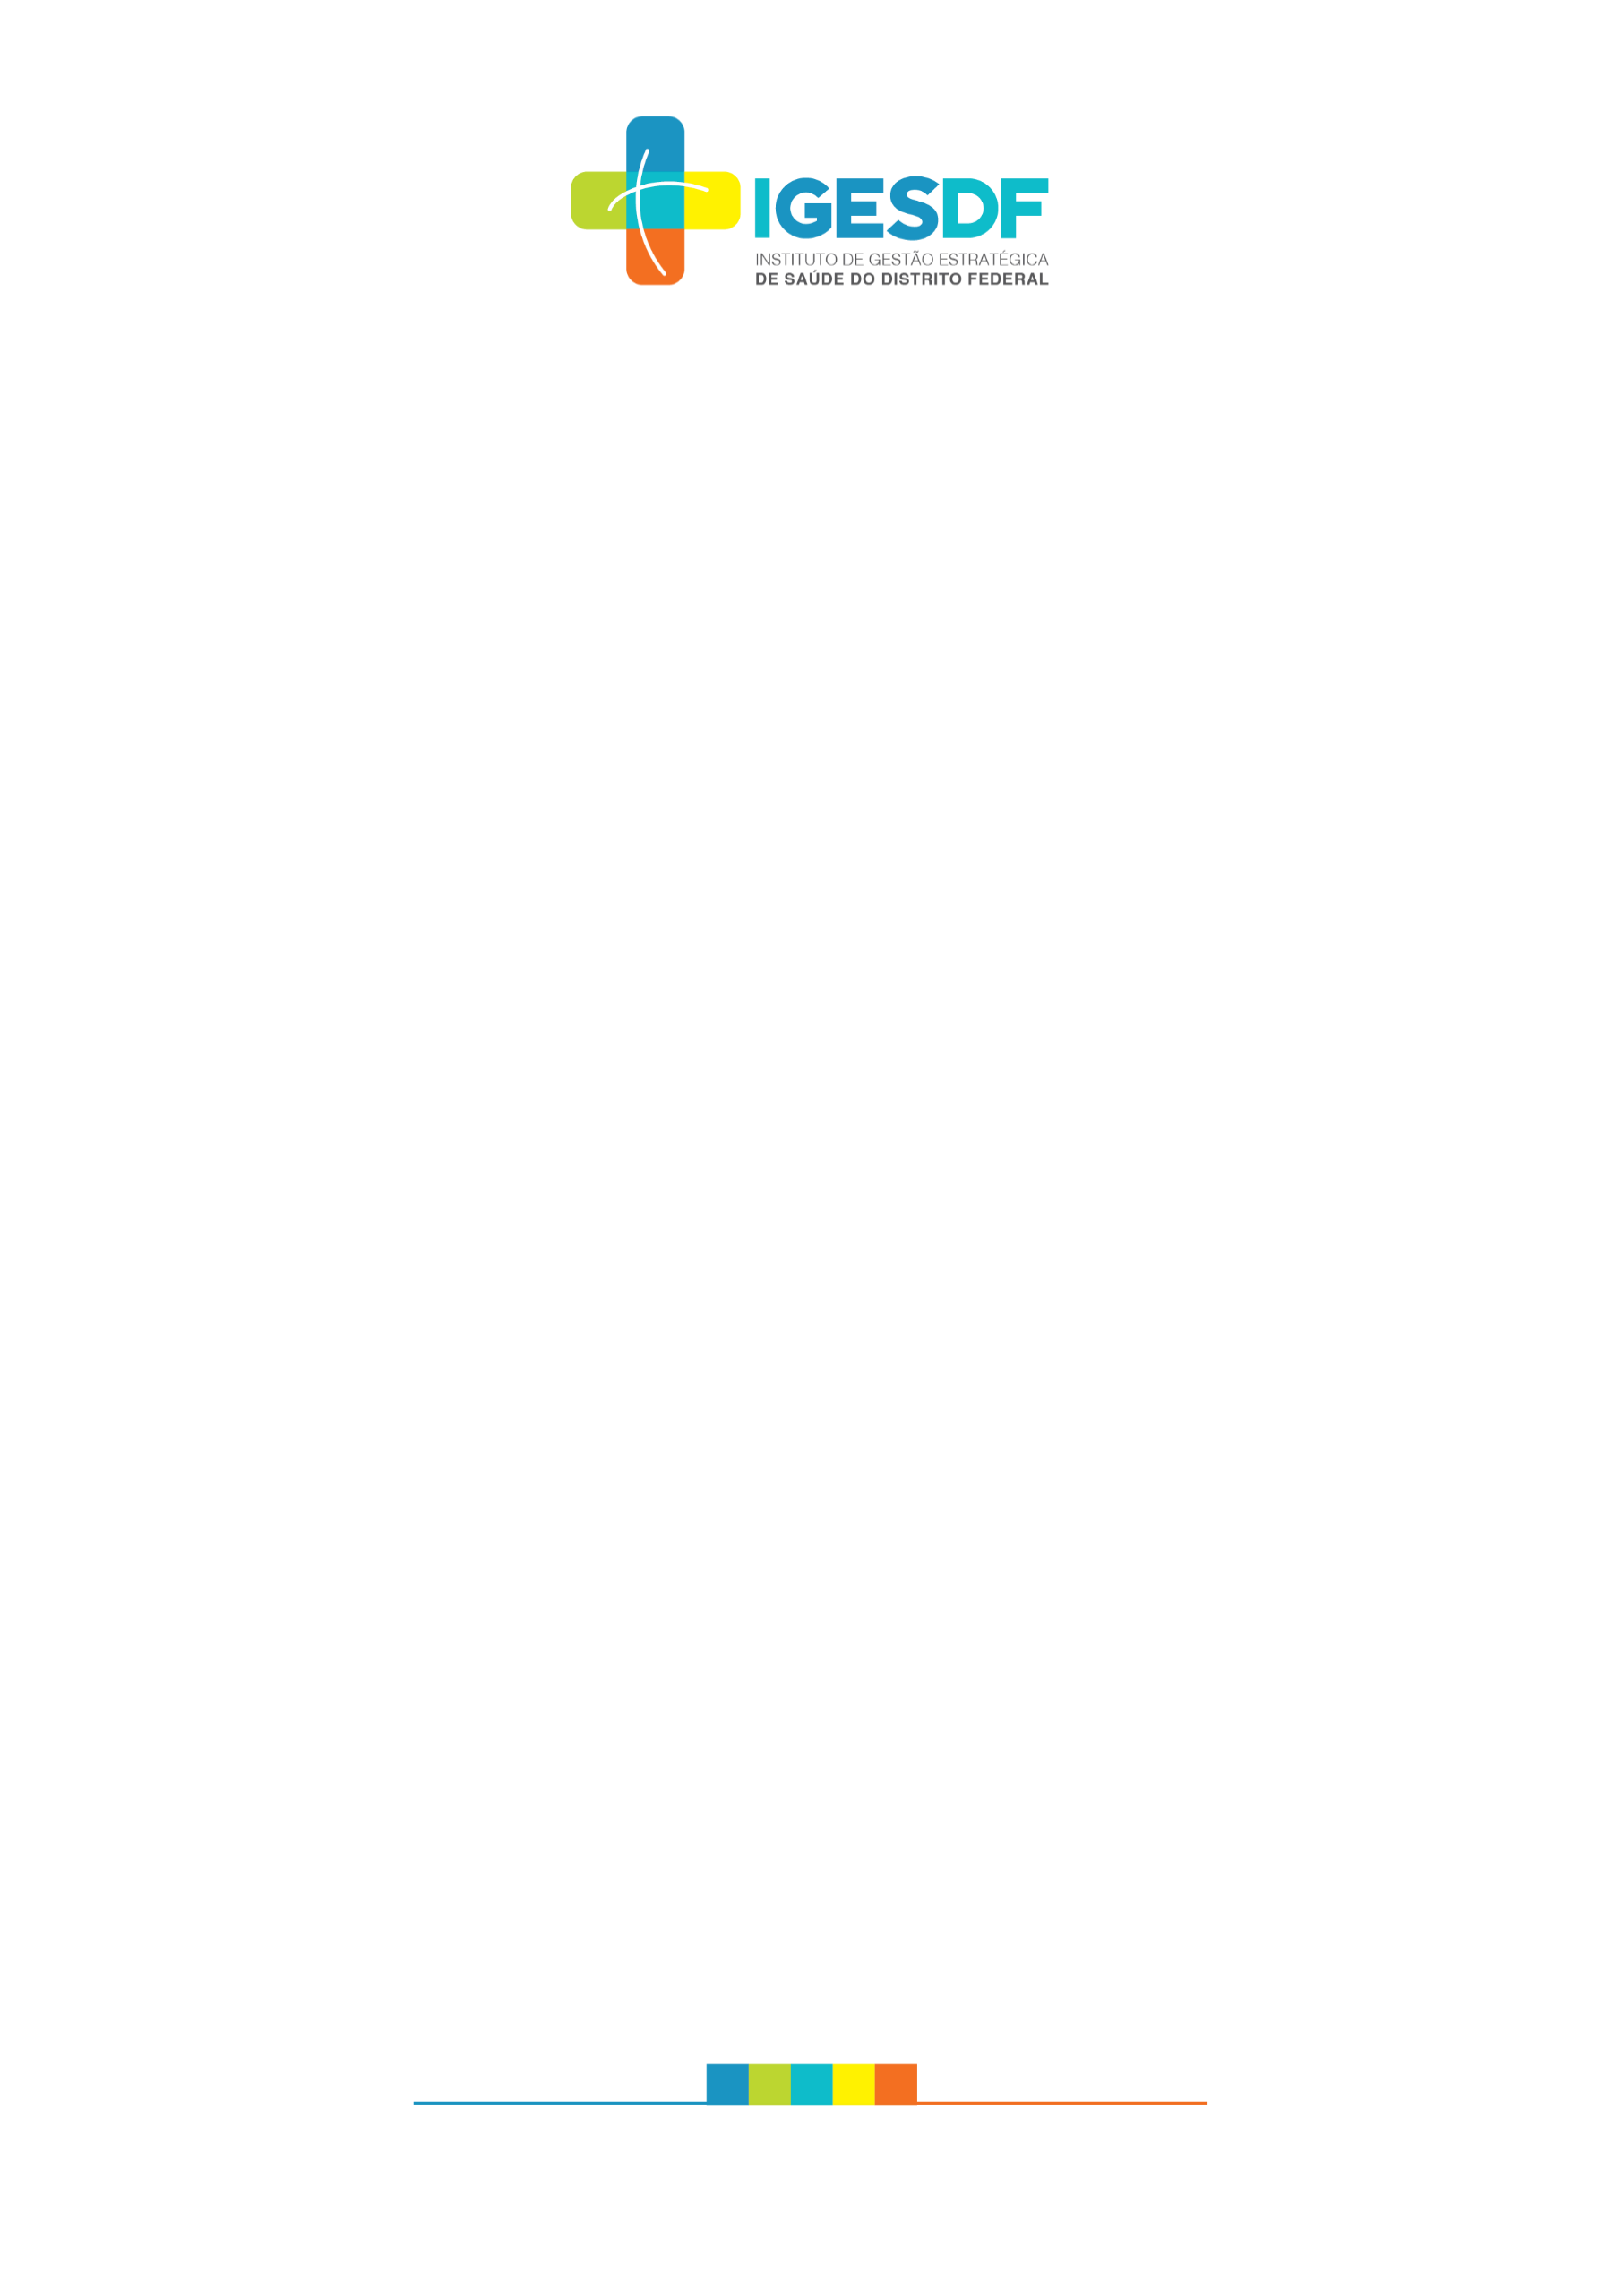 IGESDF
INSTITUTO DE GESTÃO ESTRATÉGICA
DE SAÚDE DO DISTRITO FEDERAL